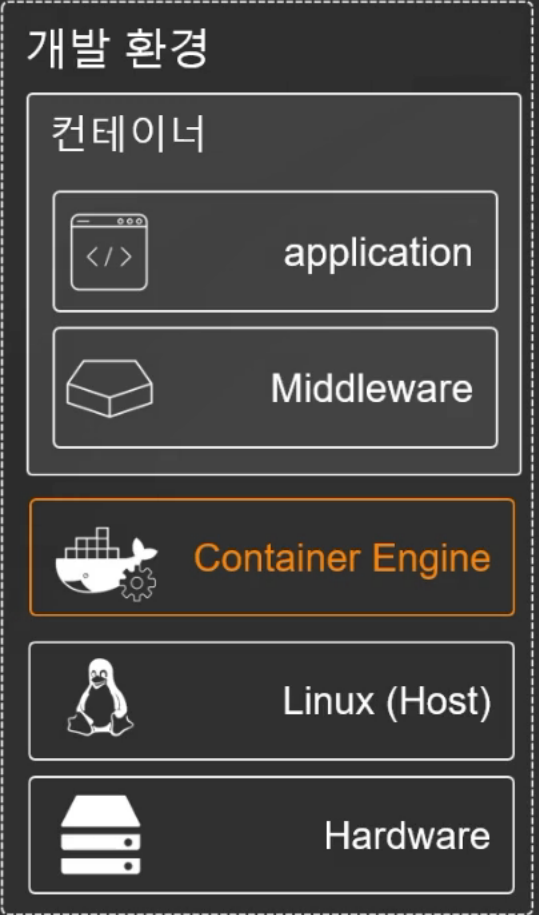 개발 환경
컨테이너
</>
application
Middleware
Container Engine
Linux (Host)
Hardware